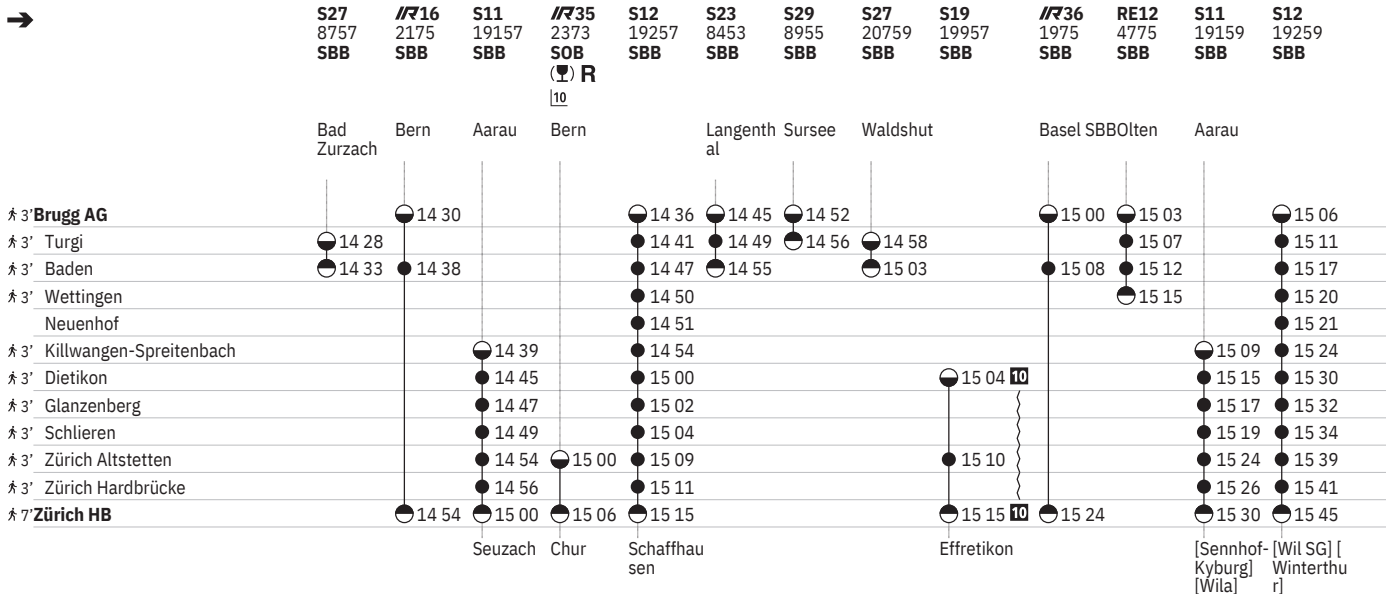 S27 IR16 S11 IR35 S12 S23 S29 S27 S19 IR36 RE12 S11 S12
8757 2175 19157 2373 19257 8453 8955 20759 19957 1975 4775 19159 19259
SBB SBB SBB SOB SBB SBB SBB SBB SBB SBB SBB SBB SBB
R
10
Bad Bern Aarau Bern Langenth Sursee Waldshut Basel SBBOlten Aarau
Zurzach al
3' Brugg AG 14 30 14 36 14 45 14 52 15 00 15 03 15 06
3' Turgi 14 28 14 41 14 49 14 56 14 58 15 07 15 11
3' Baden 14 33 14 38 14 47 14 55 15 03 15 08 15 12 15 17
3' Wettingen 14 50 15 15 15 20
Neuenhof 14 51 15 21
3' Killwangen-Spreitenbach 14 39 14 54 15 09 15 24
3' Dietikon 14 45 15 00 15 04 10 15 15 15 30
3' Glanzenberg 14 47 15 02 15 17 15 32
3' Schlieren 14 49 15 04 15 19 15 34
3' Zürich Altstetten 14 54 15 00 15 09 15 10 15 24 15 39
3' Zürich Hardbrücke 14 56 15 11 15 26 15 41
7' Zürich HB 14 54 15 00 15 06 15 15 15 15 10 15 24 15 30 15 45
Seuzach Chur Schaffhau Effretikon [Sennhof- [Wil SG] [
sen Kyburg] Winterthu
[Wila] r]